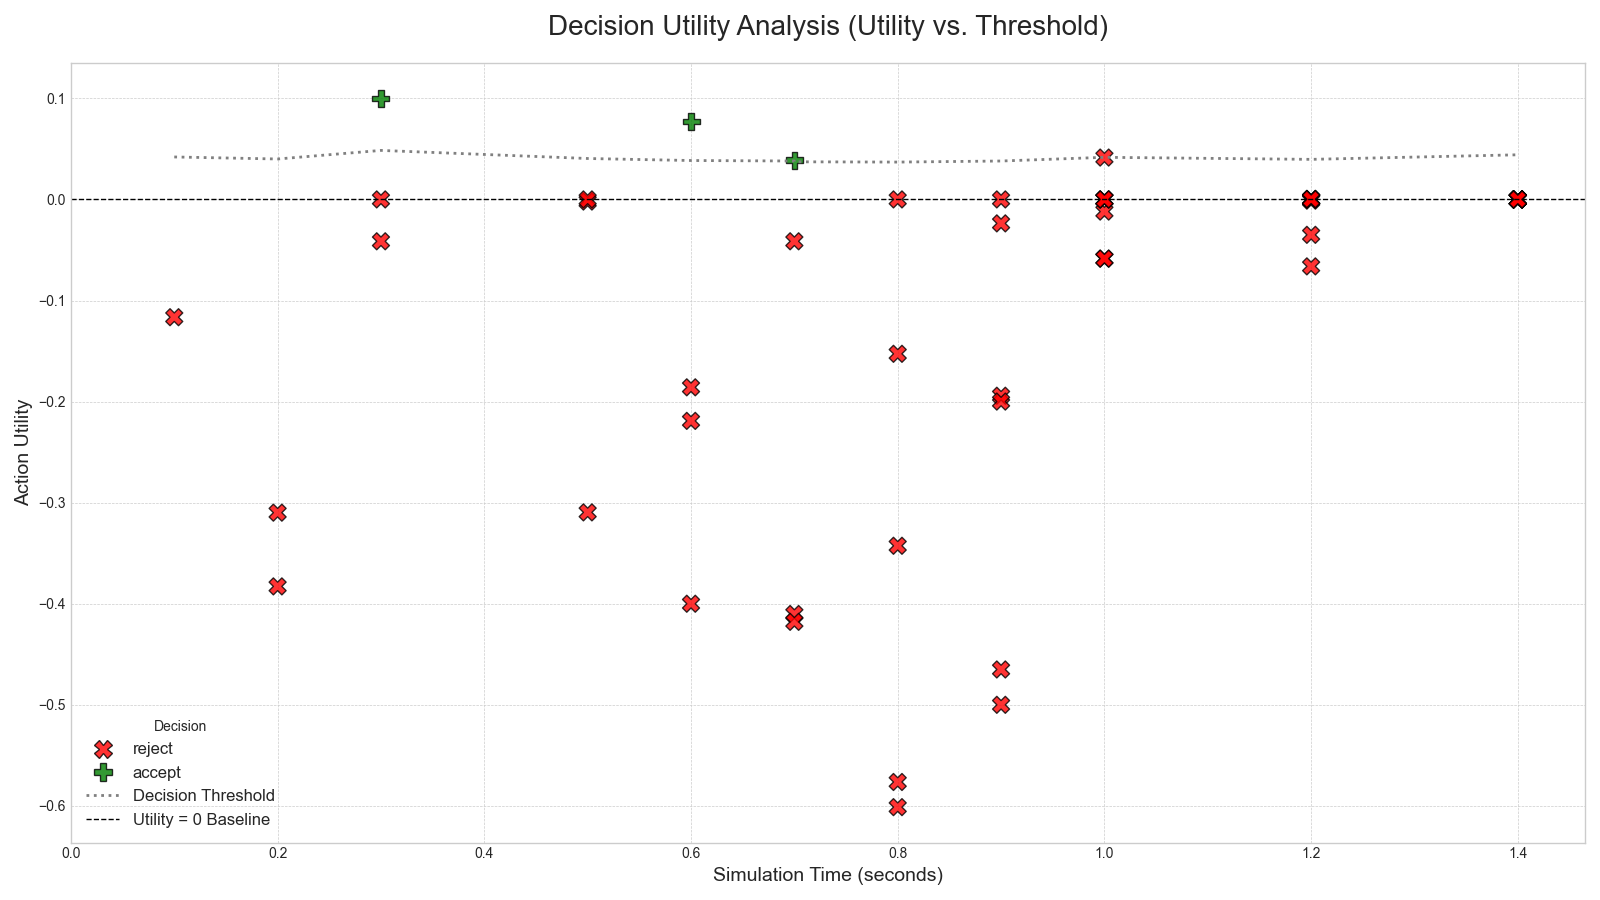 Decision Utility Analysis (Utility vs. Threshold)
Action Utility
0.1
0.0
−0.1
−0.2
−0.3
−0.4
−0.5
−0.6
Decision
reject
accept
Decision Threshold
Utility = 0 Baseline
0.0 0.2 0.4 0.6 0.8 1.0 1.2 1.4
Simulation Time (seconds)